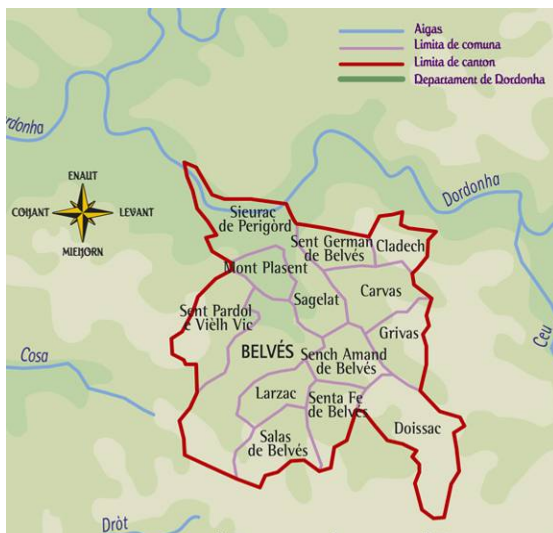 Aigas
Limita de comuna
Limita de canton
Departament de Dordonha
Dordonha
ENAUT
COUJANT
LEVANT
MIEHJORN
Dordonha
Sieurac
de Perigòrd
Sent German
de Belvés
Cladech
Mont Plasent
Carvas
Sagelat
Sent Pardol
e Vièlh Vic
Grivas
Ceu
BELVÉS
Sench Amand
de Belvés
Cosa
Larzac
Senta Fe
de Belvés
Doissac
Salas
de Belvés
Dròt